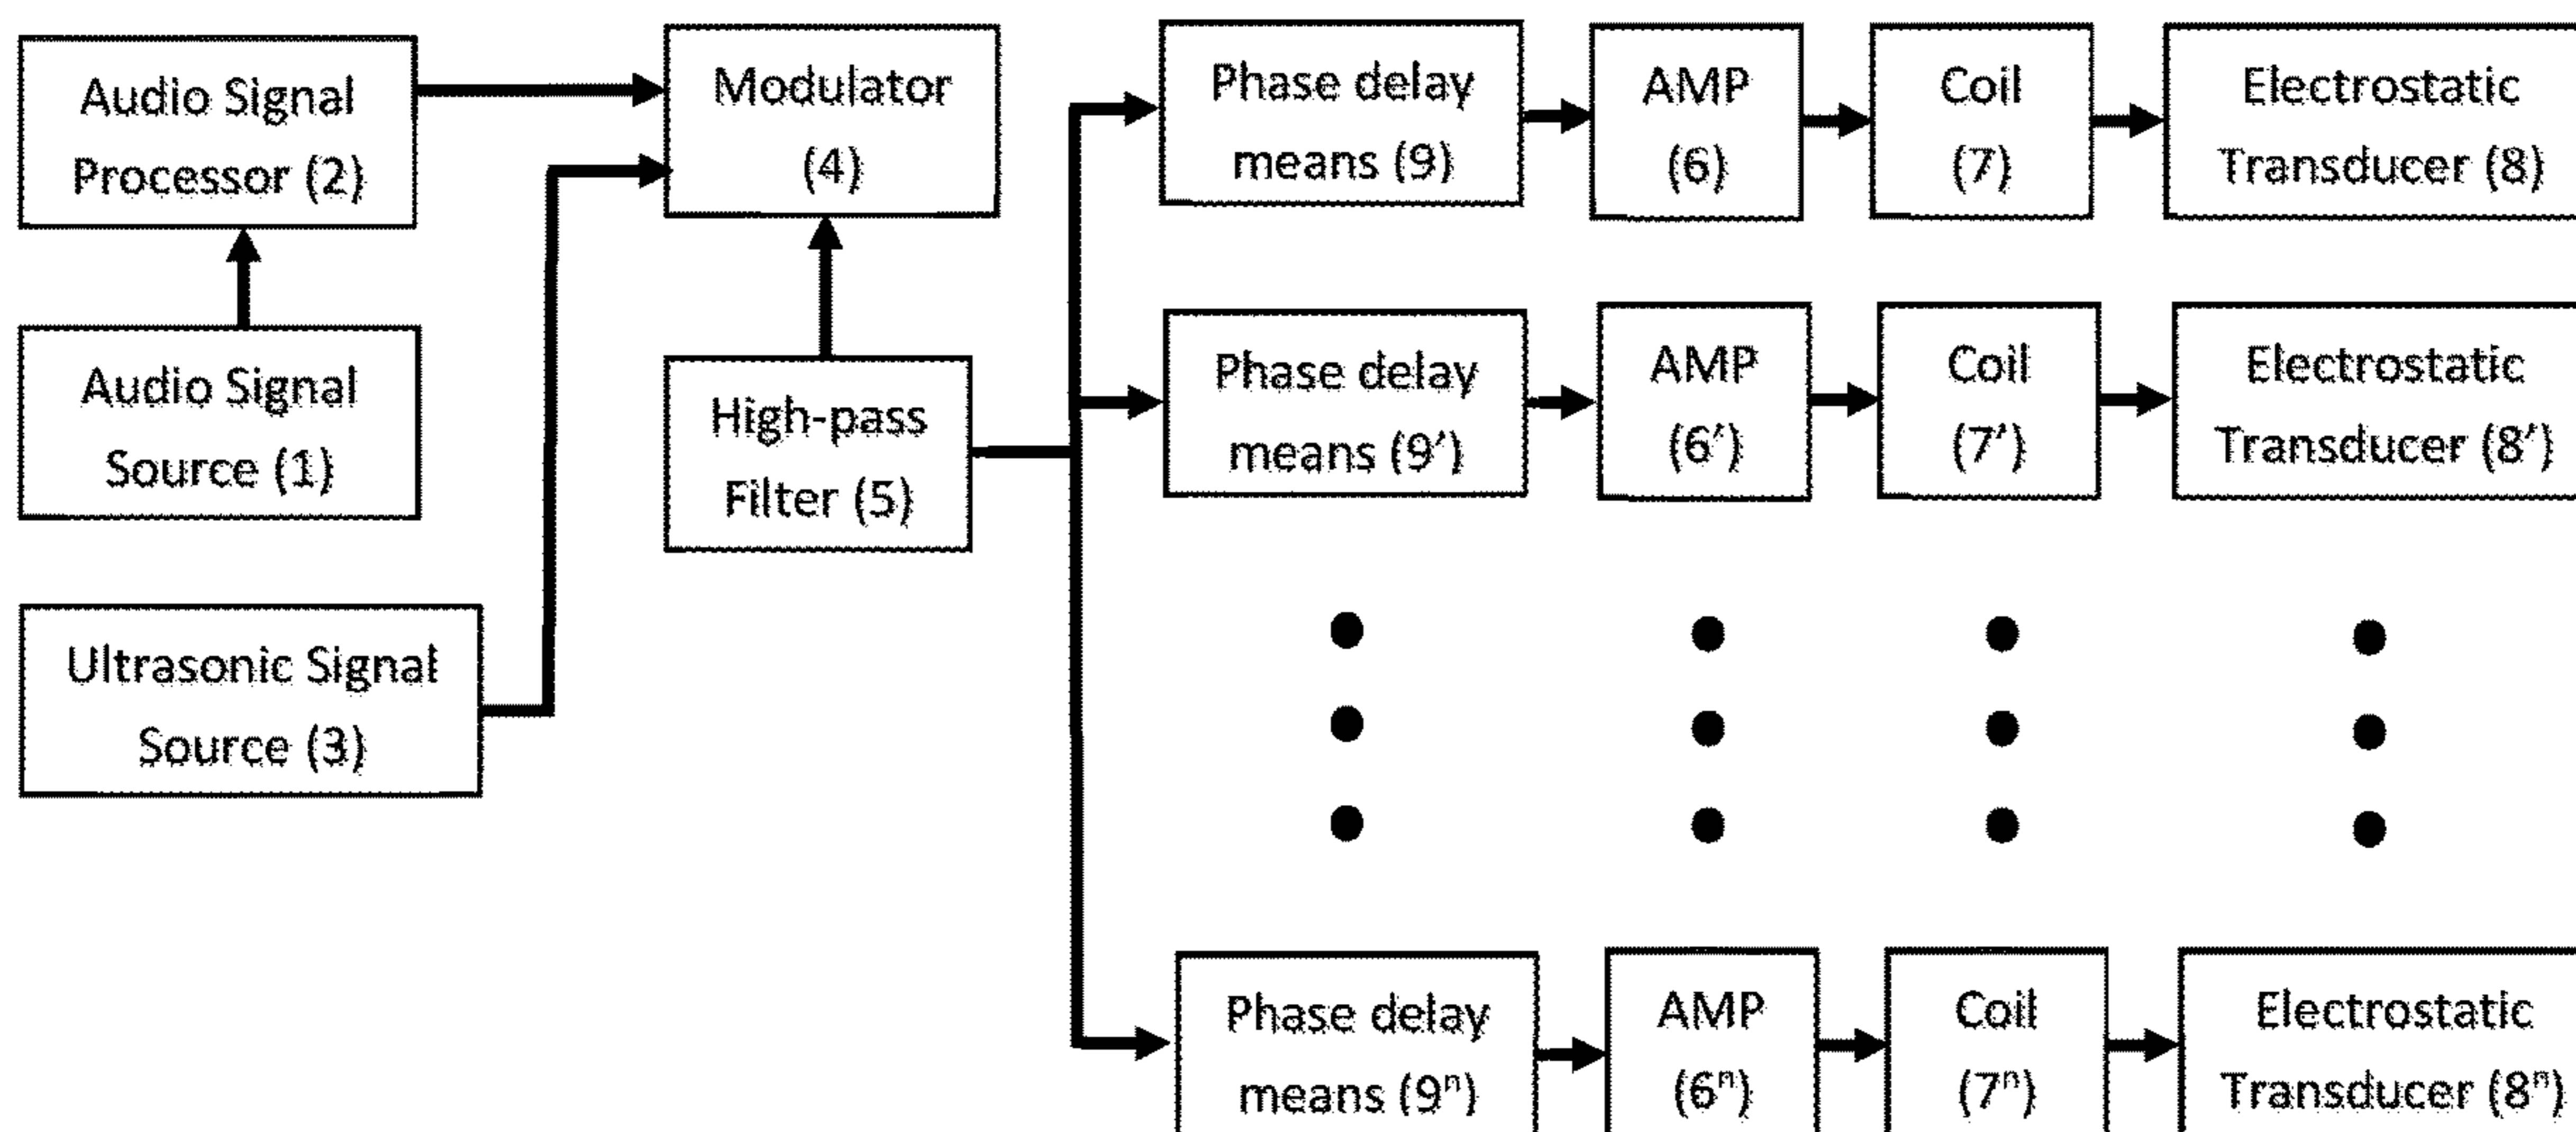 Audio Signal
Processor (2)
Modulator
(4)
Phase delay
means (9)
AMP
(6)
Coil
(7)
Electrostatic
Transducer (8)
Audio Signal
Source (1)
High-pass
Filter (5)
Phase delay
means (9′)
AMP
(6′)
Coil
(7′)
Electrostatic
Transducer (8′)
Ultrasonic Signal
Source (3)
Phase delay
means (9ⁿ)
AMP
(6ⁿ)
Coil
(7ⁿ)
Electrostatic
Transducer (8ⁿ)